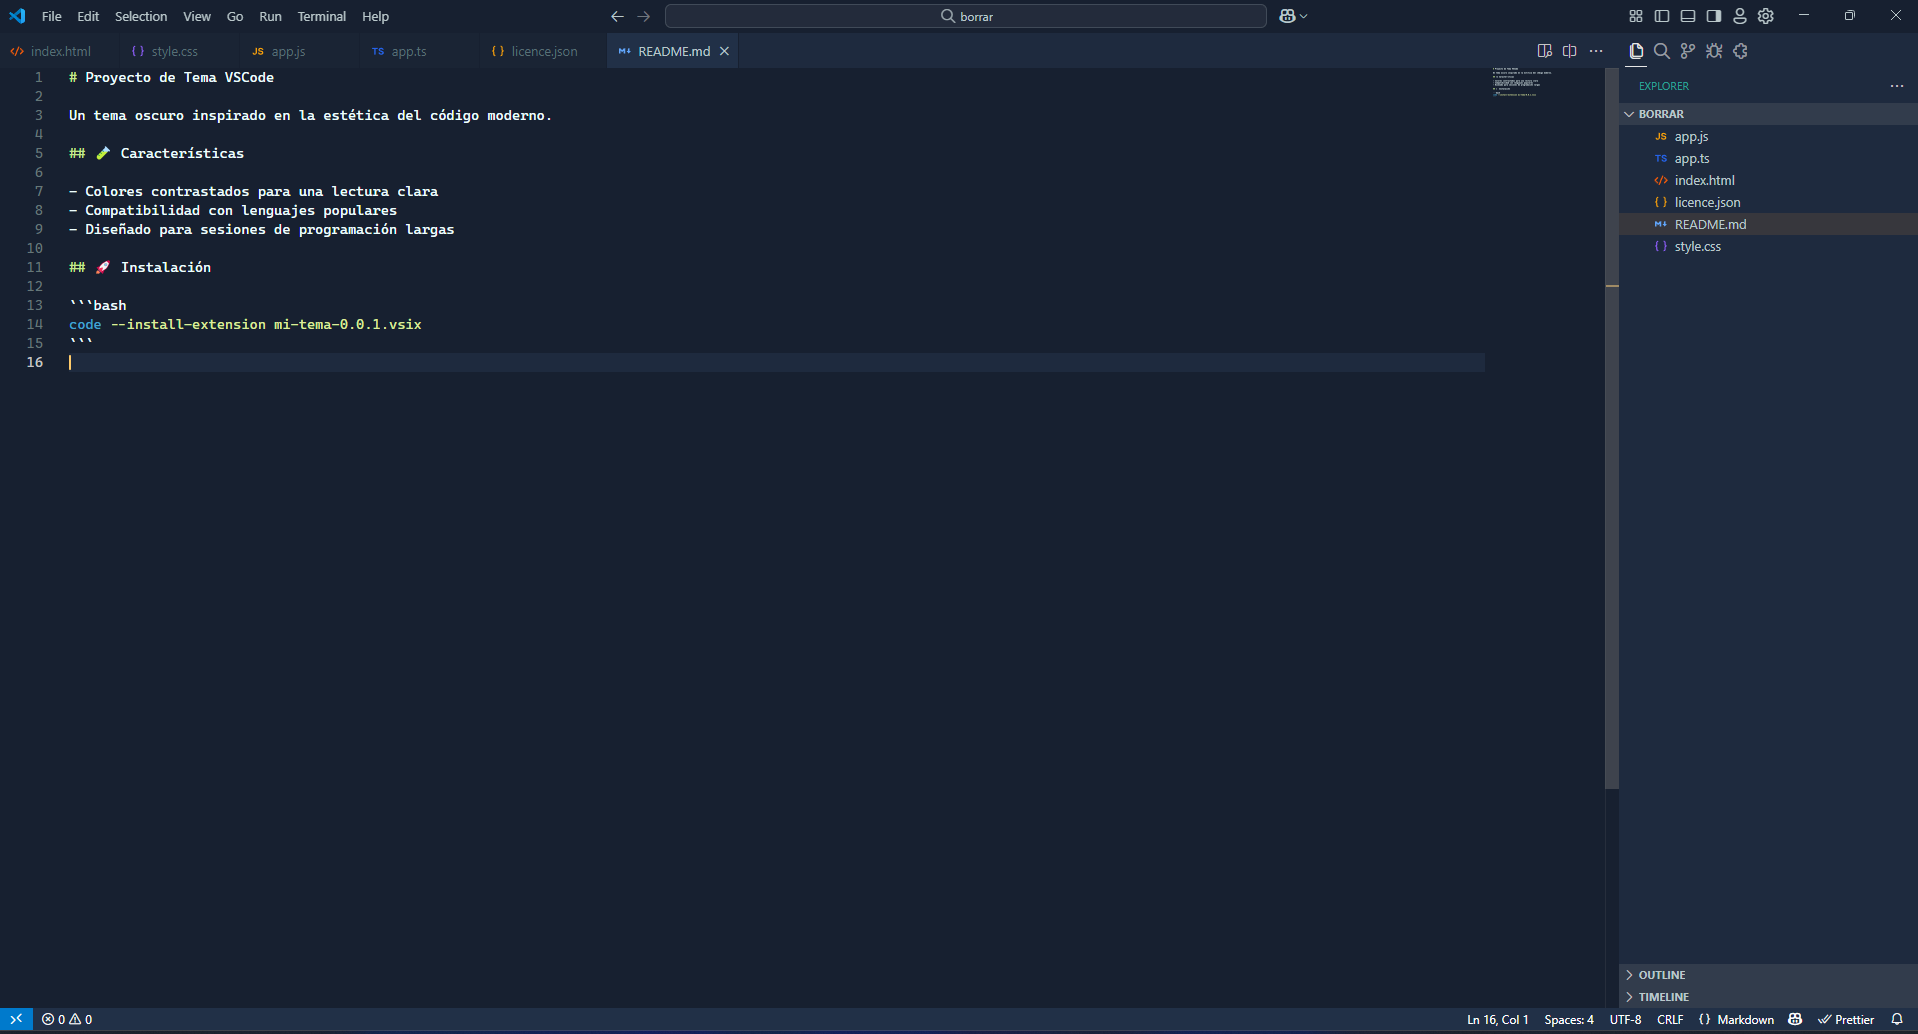 File Edit Selection View Go Run Terminal Help
borrar
index.html style.css JS app.js TS app.ts licence.json README.md
1 # Proyecto de Tema VSCode
2
3 Un tema oscuro inspirado en la estética del código moderno.
4
5 ## 🧪 Características
6
7 - Colores contrastados para una lectura clara
8 - Compatibilidad con lenguajes populares
9 - Diseñado para sesiones de programación largas
10
11 ## 🚀 Instalación
12
13 ```bash
14 code --install-extension mi-tema-0.0.1.vsix
15 ```
16
EXPLORER
BORRAR
JS app.js
TS app.ts
index.html
{ } licence.json
README.md
{ } style.css
OUTLINE
TIMELINE
0 0 Ln 16, Col 1 Spaces: 4 UTF-8 CRLF { } Markdown Prettier